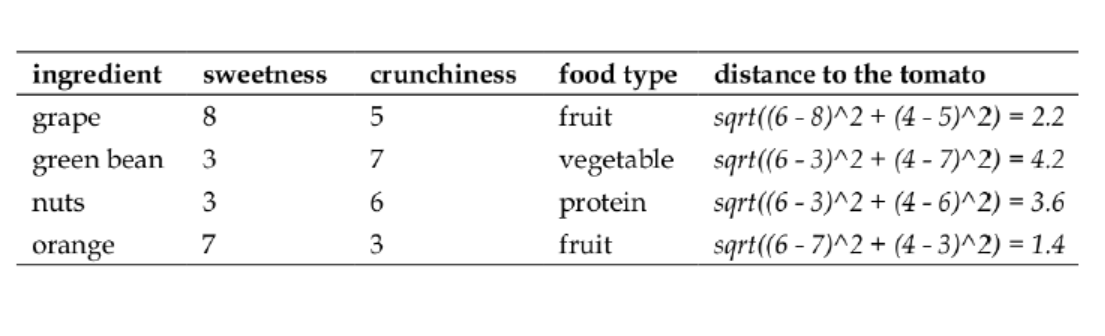 ingredient sweetness crunchiness food type distance to the tomato
grape 8 5 fruit sqrt((6 - 8)^2 + (4 - 5)^2) = 2.2
green bean 3 7 vegetable sqrt((6 - 3)^2 + (4 - 7)^2) = 4.2
nuts 3 6 protein sqrt((6 - 3)^2 + (4 - 6)^2) = 3.6
orange 7 3 fruit sqrt((6 - 7)^2 + (4 - 3)^2) = 1.4